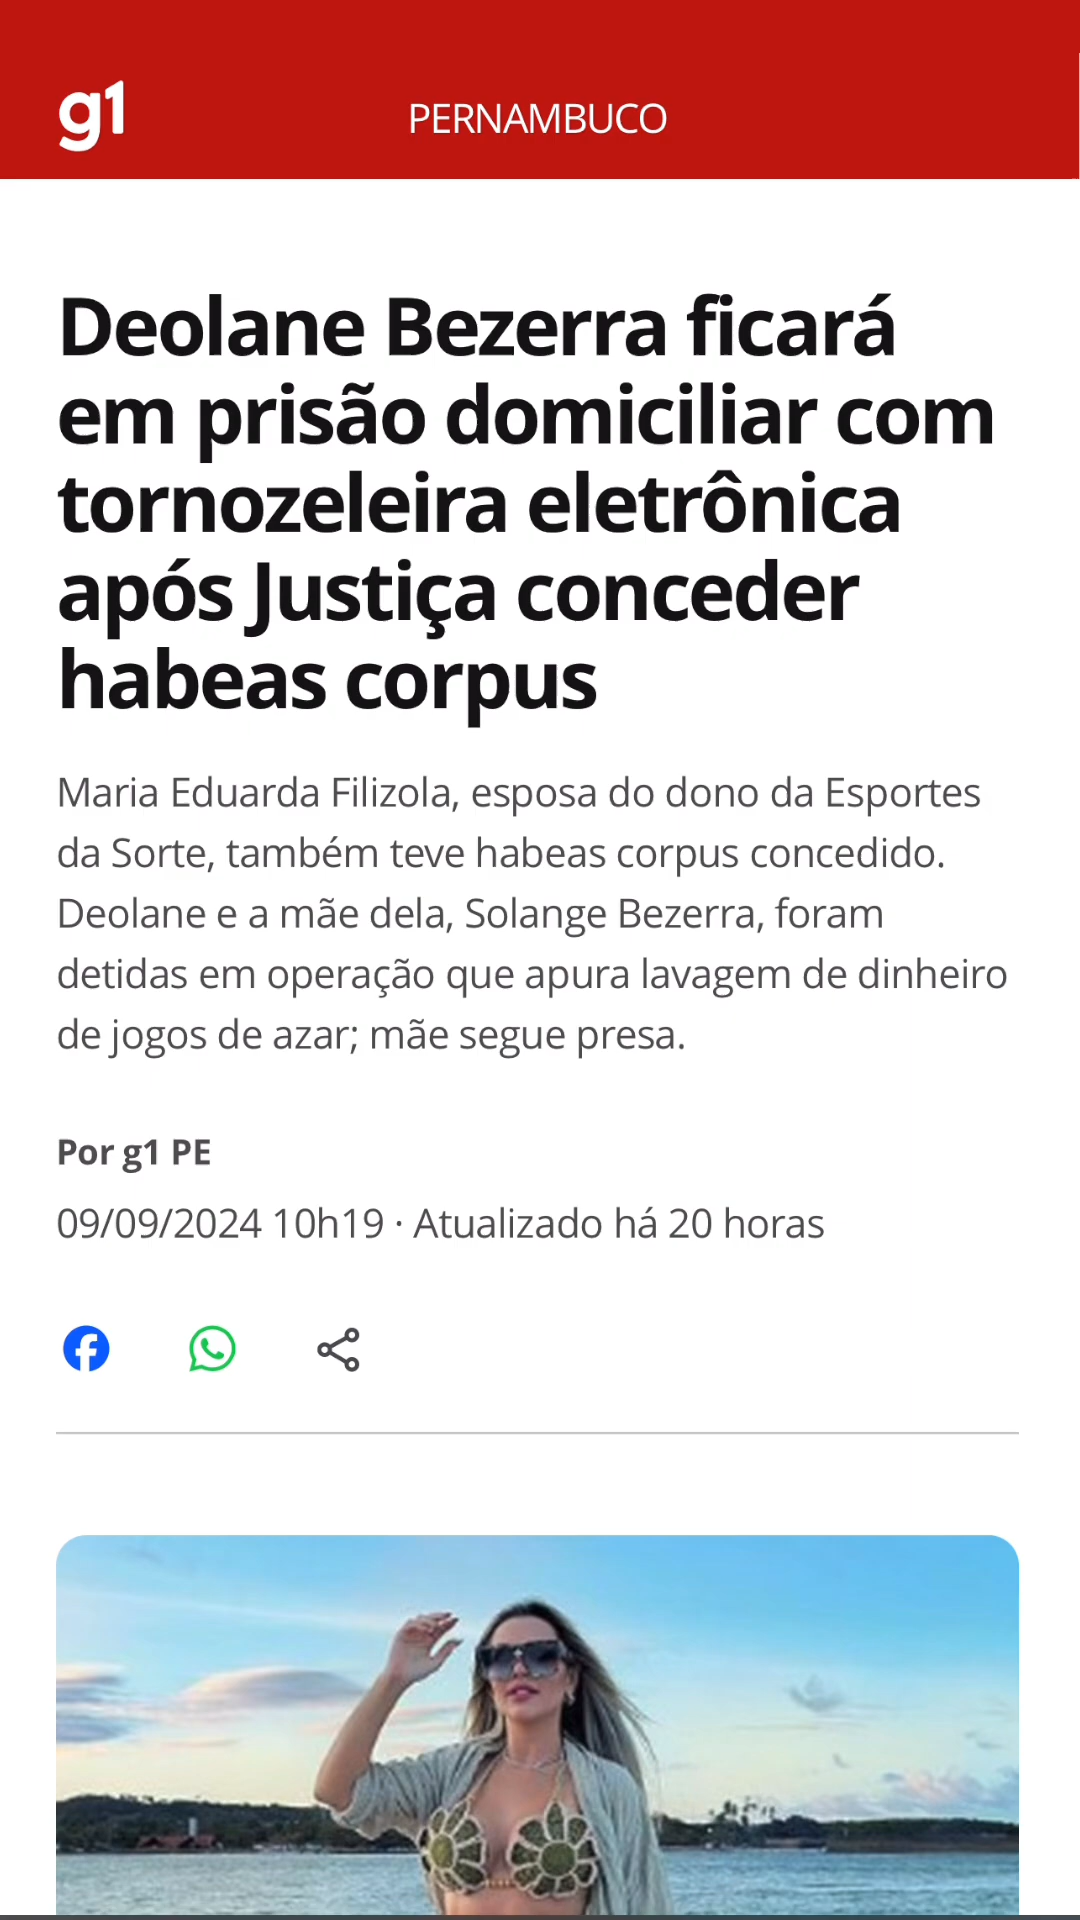 g1
PERNAMBUCO
Deolane Bezerra ficará
em prisão domiciliar com
tornozeleira eletrônica
após Justiça conceder
habeas corpus
Maria Eduarda Filizola, esposa do dono da Esportes
da Sorte, também teve habeas corpus concedido.
Deolane e a mãe dela, Solange Bezerra, foram
detidas em operação que apura lavagem de dinheiro
de jogos de azar; mãe segue presa.
Por g1 PE
09/09/2024 10h19 · Atualizado há 20 horas